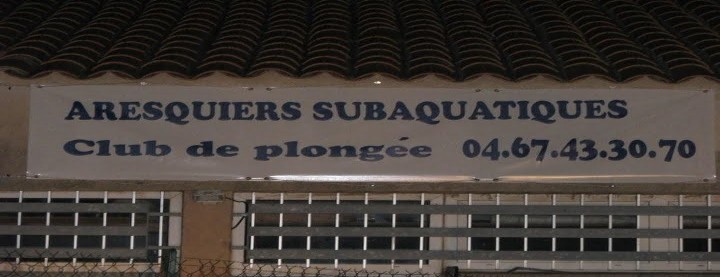 ARESQUIERS SUBAQUATIQUES
Club de plongée 04.67.43.30.70